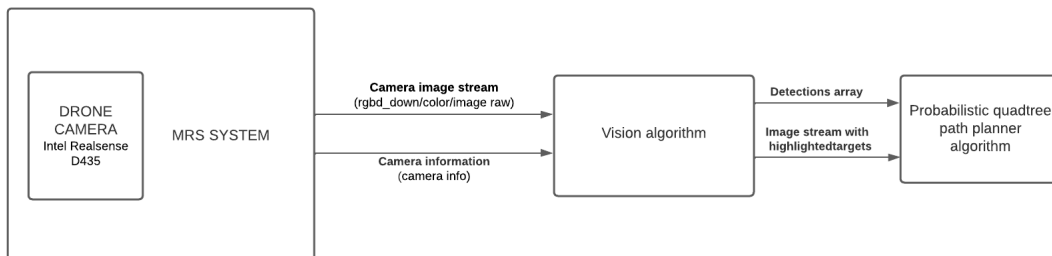 DRONE
CAMERA
Intel Realsense
D435
MRS SYSTEM
Camera image stream
(rgbd_down/color/image raw)
Camera information
(camera info)
Vision algorithm
Detections array
Image stream with
highlightedtargets
Probabilistic quadtree
path planner
algorithm